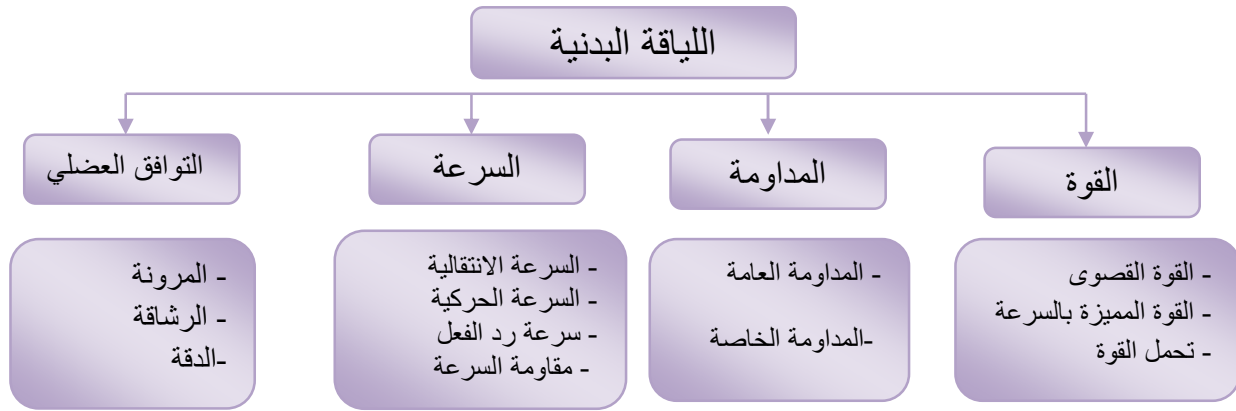 اللياقة البدنية
القوة
المداومة
السرعة
التوافق العضلي
- القوة القصوى
- القوة المميزة بالسرعة
- تحمل القوة
- المداومة العامة
-المداومة الخاصة
- السرعة الانتقالية
- السرعة الحركية
- سرعة رد الفعل
- مقاومة السرعة
- المرونة
- الرشاقة
-الدقة